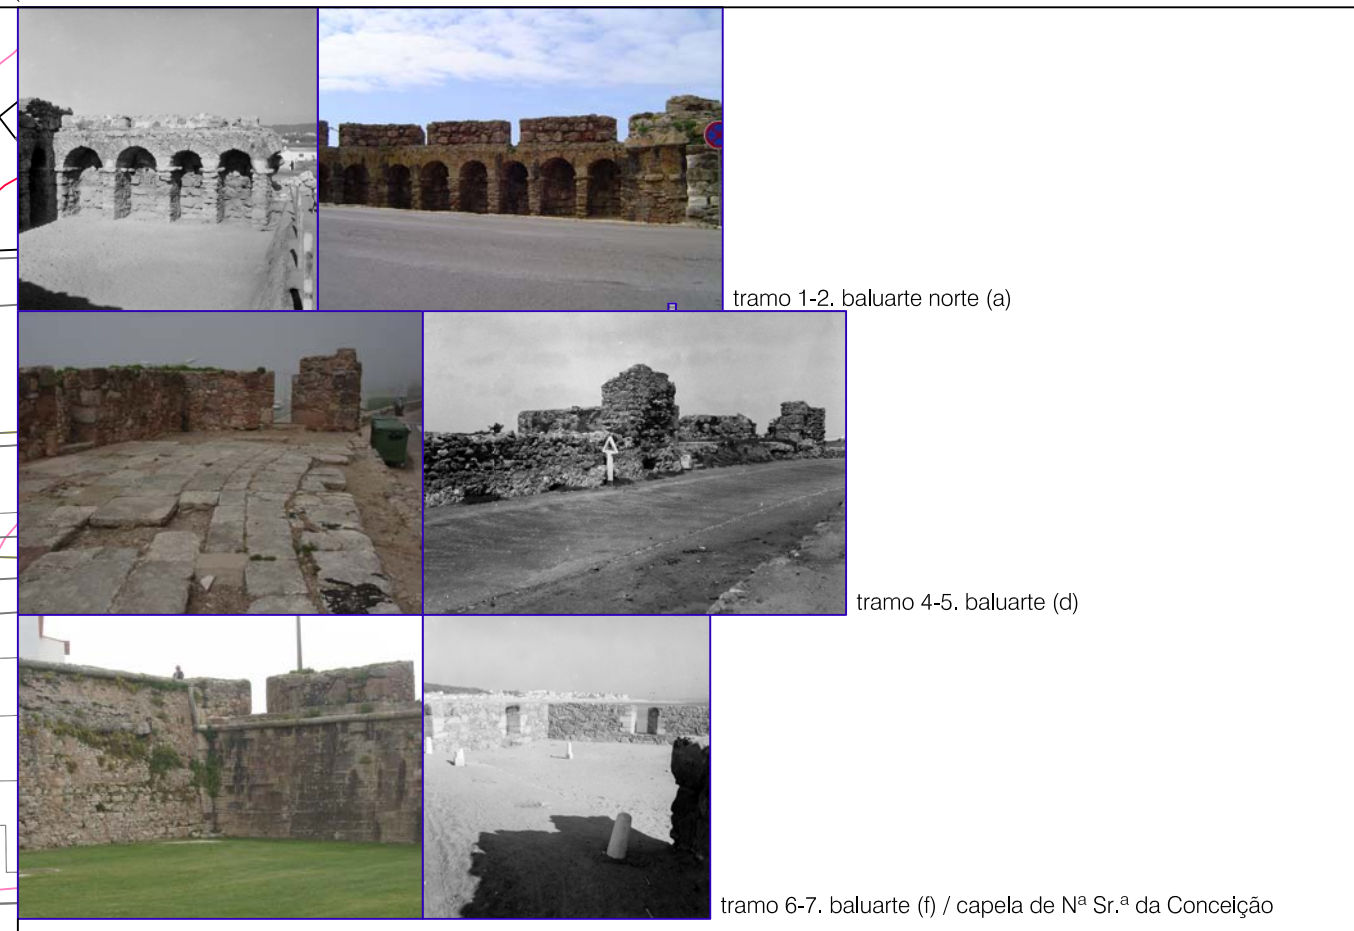 tramo 1-2. baluarte norte (a)
tramo 4-5. baluarte (d)
tramo 6-7. baluarte (f) / capela de Nª Sr.ª da Conceição